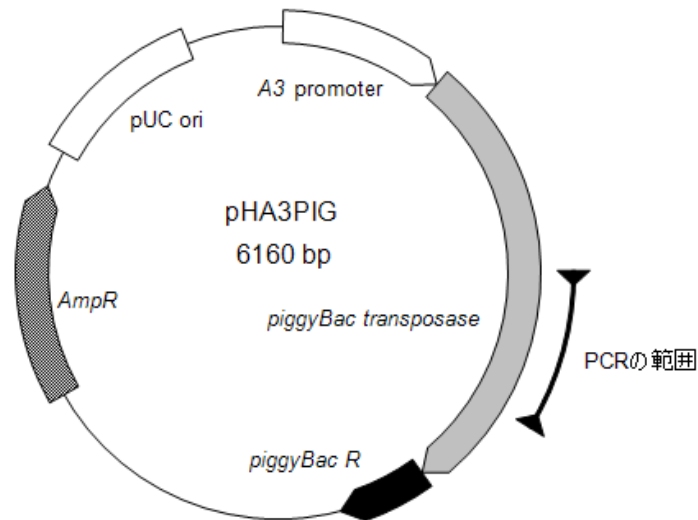 A3 promoter
pUC ori
pHA3PIG
6160 bp
AmpR
piggyBac transposase
PCRの範囲
piggyBac R